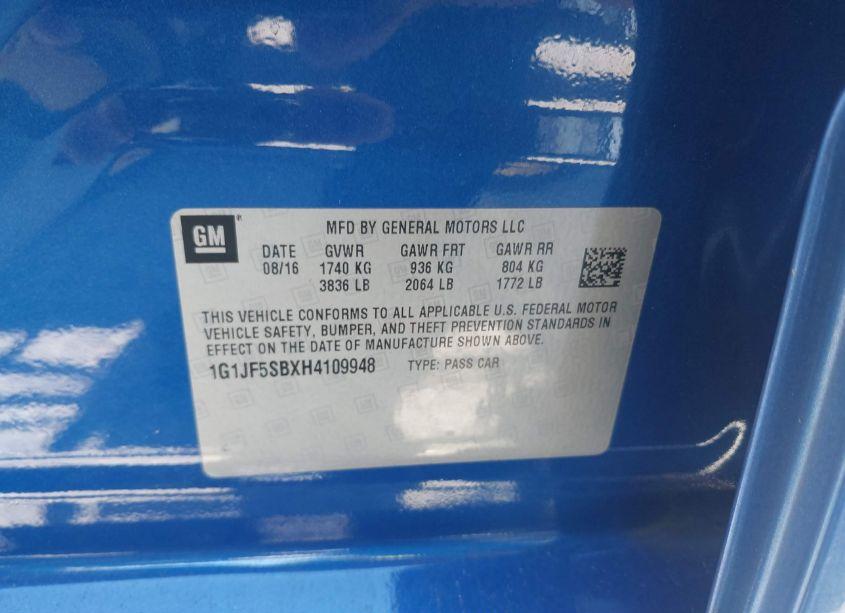 GM ® MFD BY GENERAL MOTORS LLC
DATE GVWR GAWR FRT GAWR RR
08/16 1740 KG 936 KG 804 KG
3836 LB 2064 LB 1772 LB
THIS VEHICLE CONFORMS TO ALL APPLICABLE U.S. FEDERAL MOTOR
VEHICLE SAFETY, BUMPER, AND THEFT PREVENTION STANDARDS IN
EFFECT ON THE DATE OF MANUFACTURE SHOWN ABOVE.
1G1JF5SBXH4109948 TYPE: PASS CAR